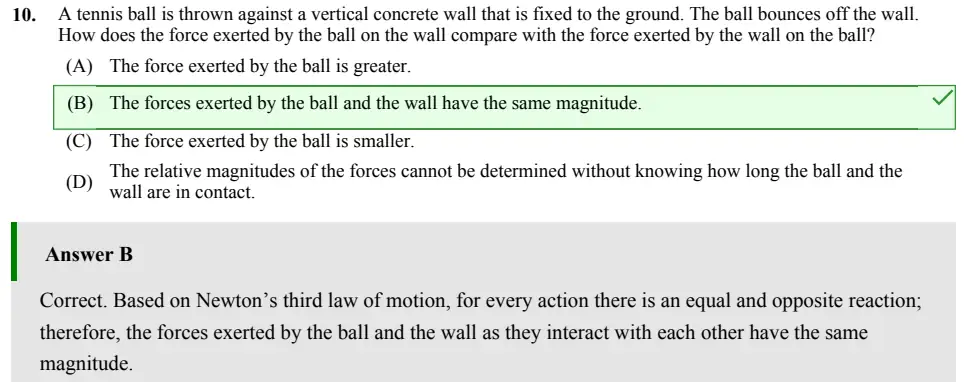 10. A tennis ball is thrown against a vertical concrete wall that is fixed to the ground. The ball bounces off the wall.
How does the force exerted by the ball on the wall compare with the force exerted by the wall on the ball?
(A) The force exerted by the ball is greater.
(B) The forces exerted by the ball and the wall have the same magnitude.
(C) The force exerted by the ball is smaller.
(D) The relative magnitudes of the forces cannot be determined without knowing how long the ball and the
wall are in contact.
Answer B
Correct. Based on Newton’s third law of motion, for every action there is an equal and opposite reaction;
therefore, the forces exerted by the ball and the wall as they interact with each other have the same
magnitude.